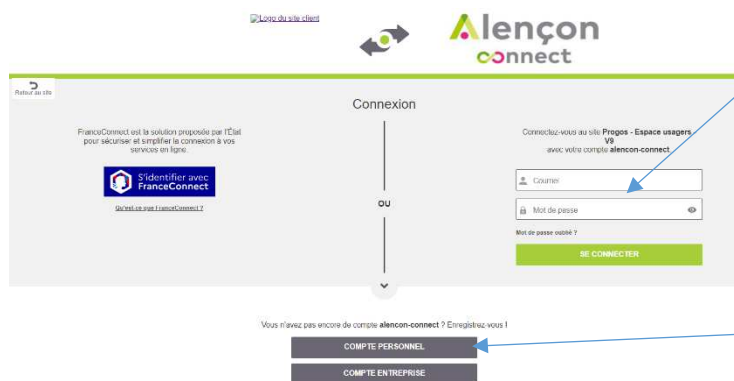 Logo du site client
Alençon
connect
Retour au site
Connexion
FranceConnect est la solution proposée par l'État
pour sécuriser et simplifier la connexion à vos
services en ligne.
S'identifier avec
FranceConnect
Qu'est-ce que FranceConnect ?
OU
Connectez-vous au site Progos - Espace usagers
V9
avec votre compte alencon-connect
Courriel
Mot de passe
Mot de passe oublié ?
SE CONNECTER
Vous n'avez pas encore de compte alencon-connect ? Enregistrez-vous !
COMPTE PERSONNEL
COMPTE ENTREPRISE